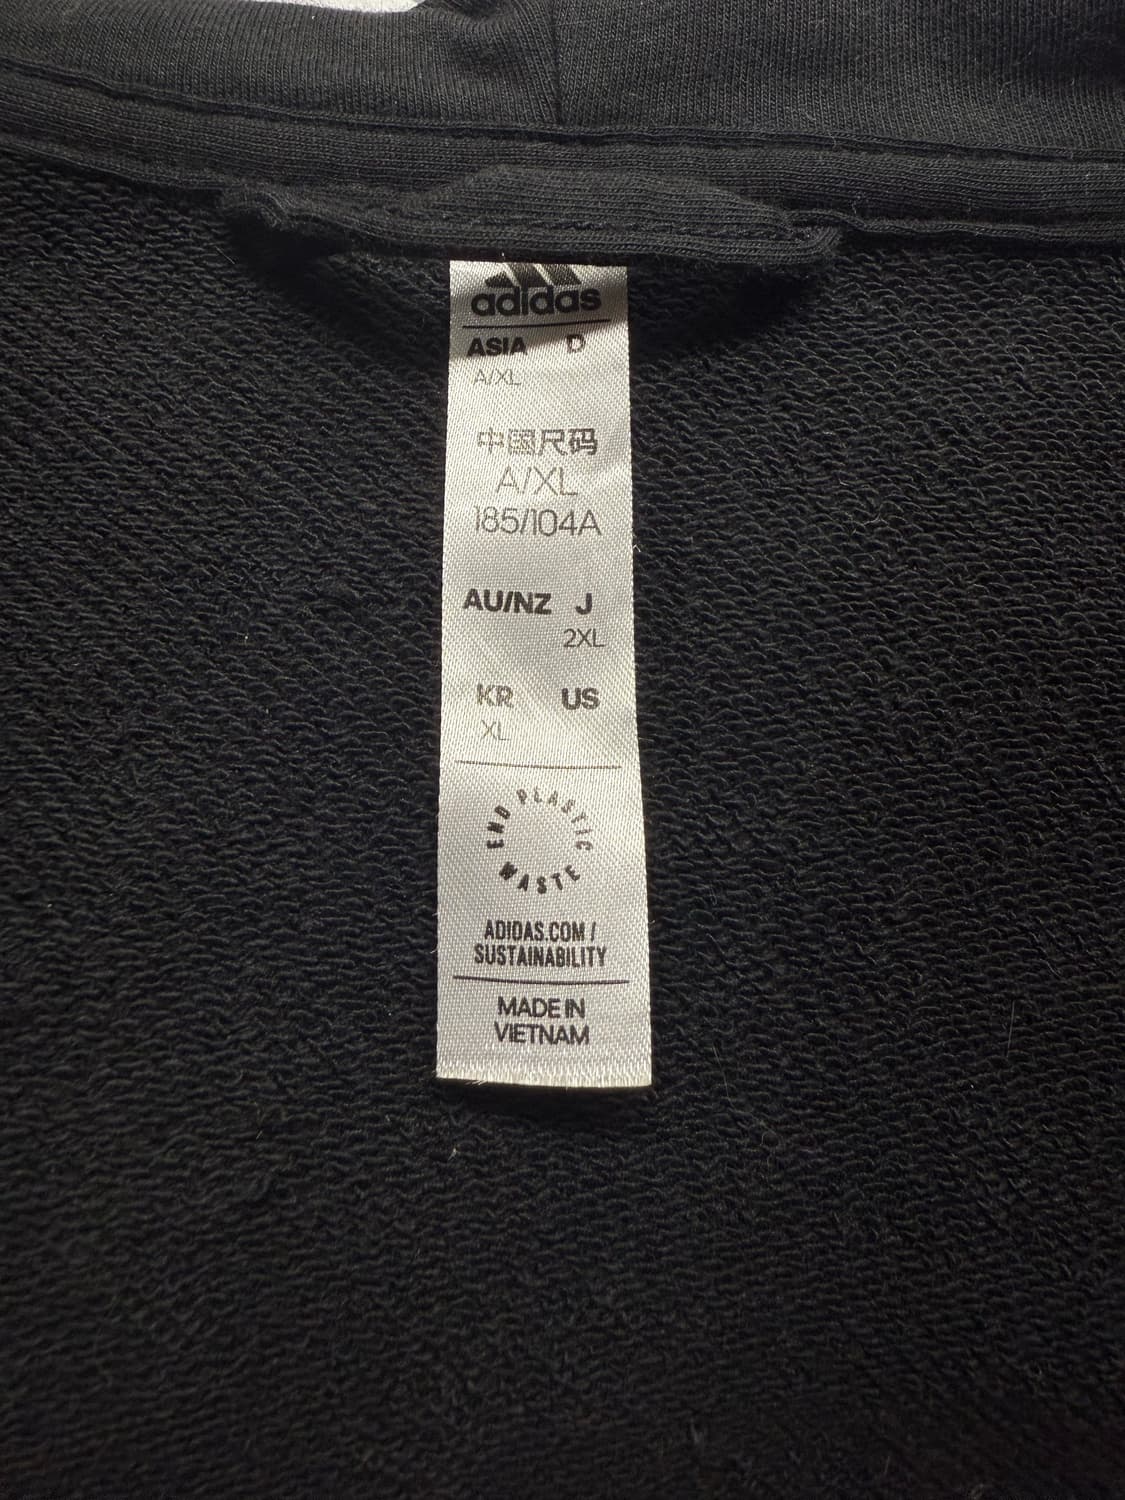 adidas
ASIA D
A/XL
中国尺码
A/XL
185/104A
AU/NZ J
2XL
KR US
XL
END PLASTIC WASTE
ADIDAS.COM /
SUSTAINABILITY
MADE IN
VIETNAM